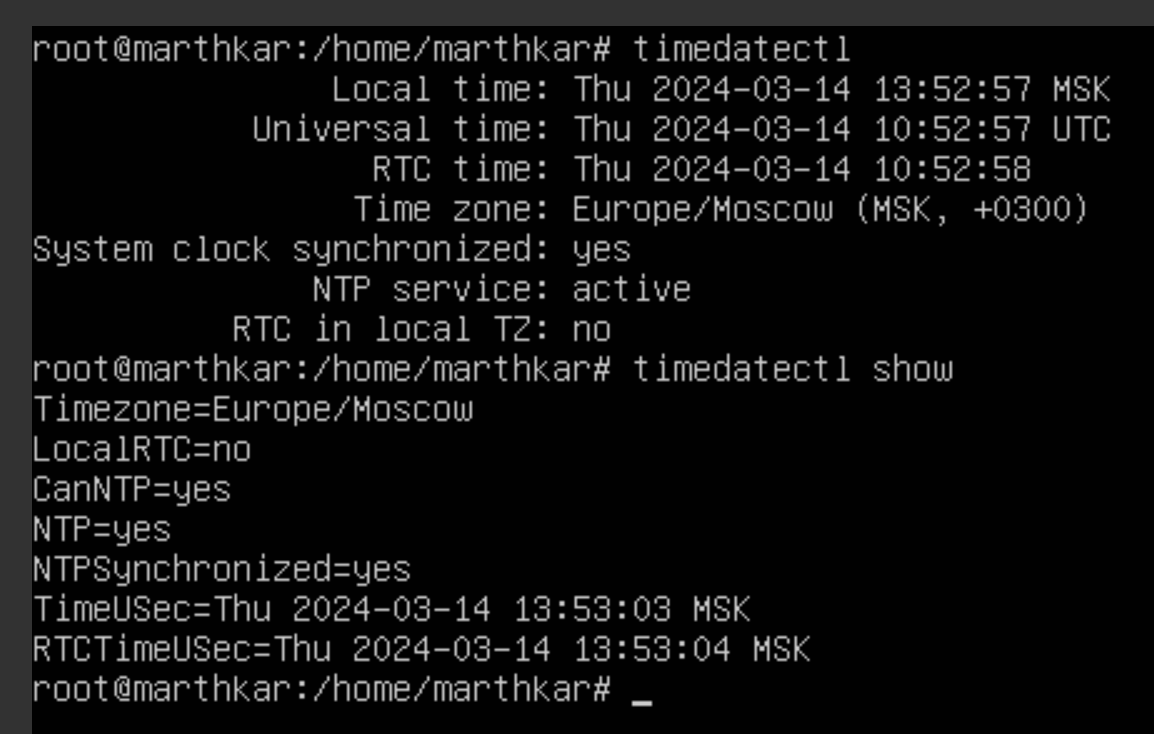 root@marthkar:/home/marthkar# timedatectl
Local time: Thu 2024-03-14 13:52:57 MSK
Universal time: Thu 2024-03-14 10:52:57 UTC
RTC time: Thu 2024-03-14 10:52:58
Time zone: Europe/Moscow (MSK, +0300)
System clock synchronized: yes
NTP service: active
RTC in local TZ: no
root@marthkar:/home/marthkar# timedatectl show
Timezone=Europe/Moscow
LocalRTC=no
CanNTP=yes
NTP=yes
NTPSynchronized=yes
TimeUSec=Thu 2024-03-14 13:53:03 MSK
RTCTimeUSec=Thu 2024-03-14 13:53:04 MSK
root@marthkar:/home/marthkar# _